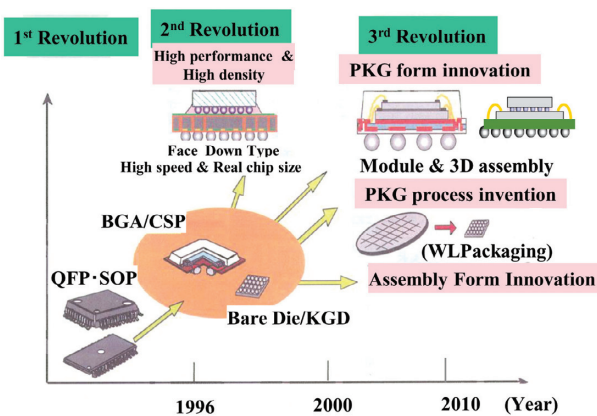 1st Revolution
2nd Revolution
3rd Revolution
High performance &
High density
PKG form innovation
Face Down Type
High speed & Real chip size
Module & 3D assembly
PKG process invention
BGA/CSP
(WLPackaging)
QFP·SOP
Assembly Form Innovation
Bare Die/KGD
1996
2000
2010
(Year)